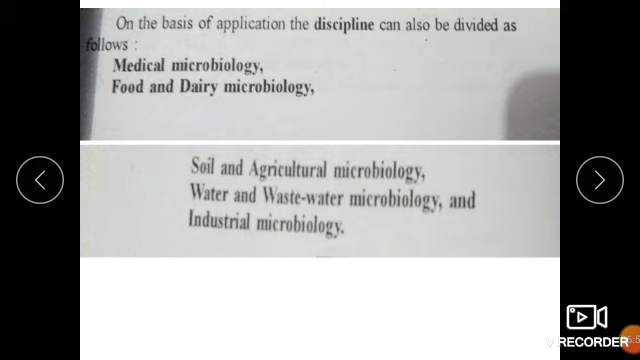 On the basis of application the discipline can also be divided as
follows :
Medical microbiology,
Food and Dairy microbiology,
Soil and Agricultural microbiology,
Water and Waste-water microbiology, and
Industrial microbiology.
RECORDER